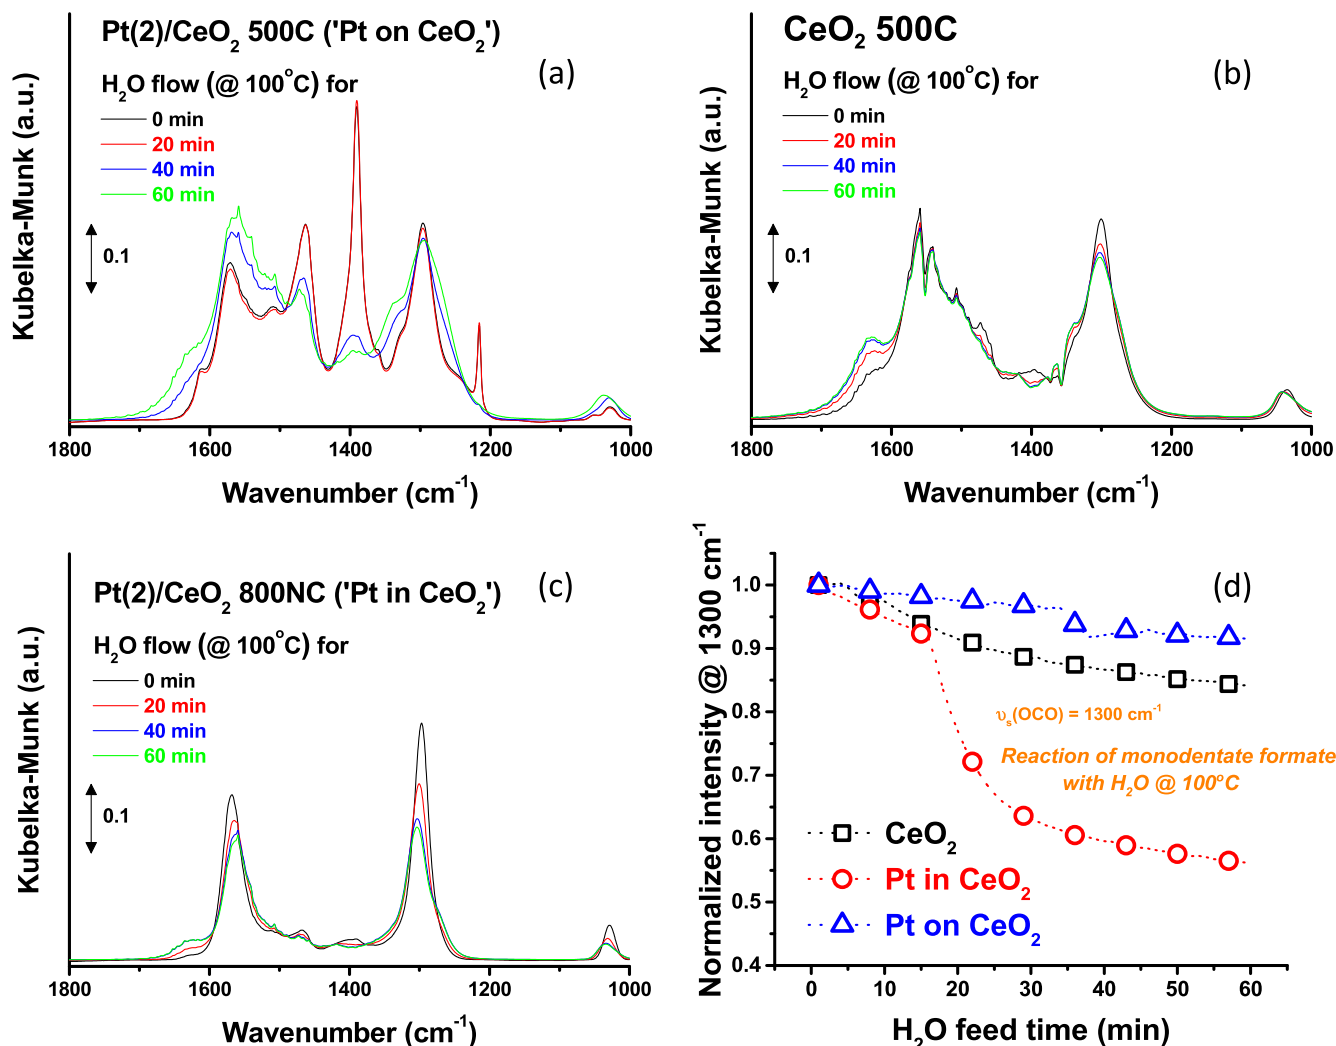 Pt(2)/CeO₂ 500C ('Pt on CeO₂')
(a)
H₂O flow (@ 100°C) for
0 min
20 min
40 min
60 min
0.1
Kubelka-Munk (a.u.)
1800 1600 1400 1200 1000
Wavenumber (cm⁻¹)
CeO₂ 500C
(b)
H₂O flow (@ 100°C) for
0 min
20 min
40 min
60 min
0.1
Kubelka-Munk (a.u.)
1800 1600 1400 1200 1000
Wavenumber (cm⁻¹)
Pt(2)/CeO₂ 800NC ('Pt in CeO₂')
(c)
H₂O flow (@ 100°C) for
0 min
20 min
40 min
60 min
0.1
Kubelka-Munk (a.u.)
1800 1600 1400 1200 1000
Wavenumber (cm⁻¹)
(d)
Normalized intensity @ 1300 cm⁻¹
1.0
0.9
0.8
0.7
0.6
0.5
0.4
υₛ(OCO) = 1300 cm⁻¹
Reaction of monodentate formate
with H₂O @ 100°C
CeO₂
Pt in CeO₂
Pt on CeO₂
0 10 20 30 40 50 60
H₂O feed time (min)